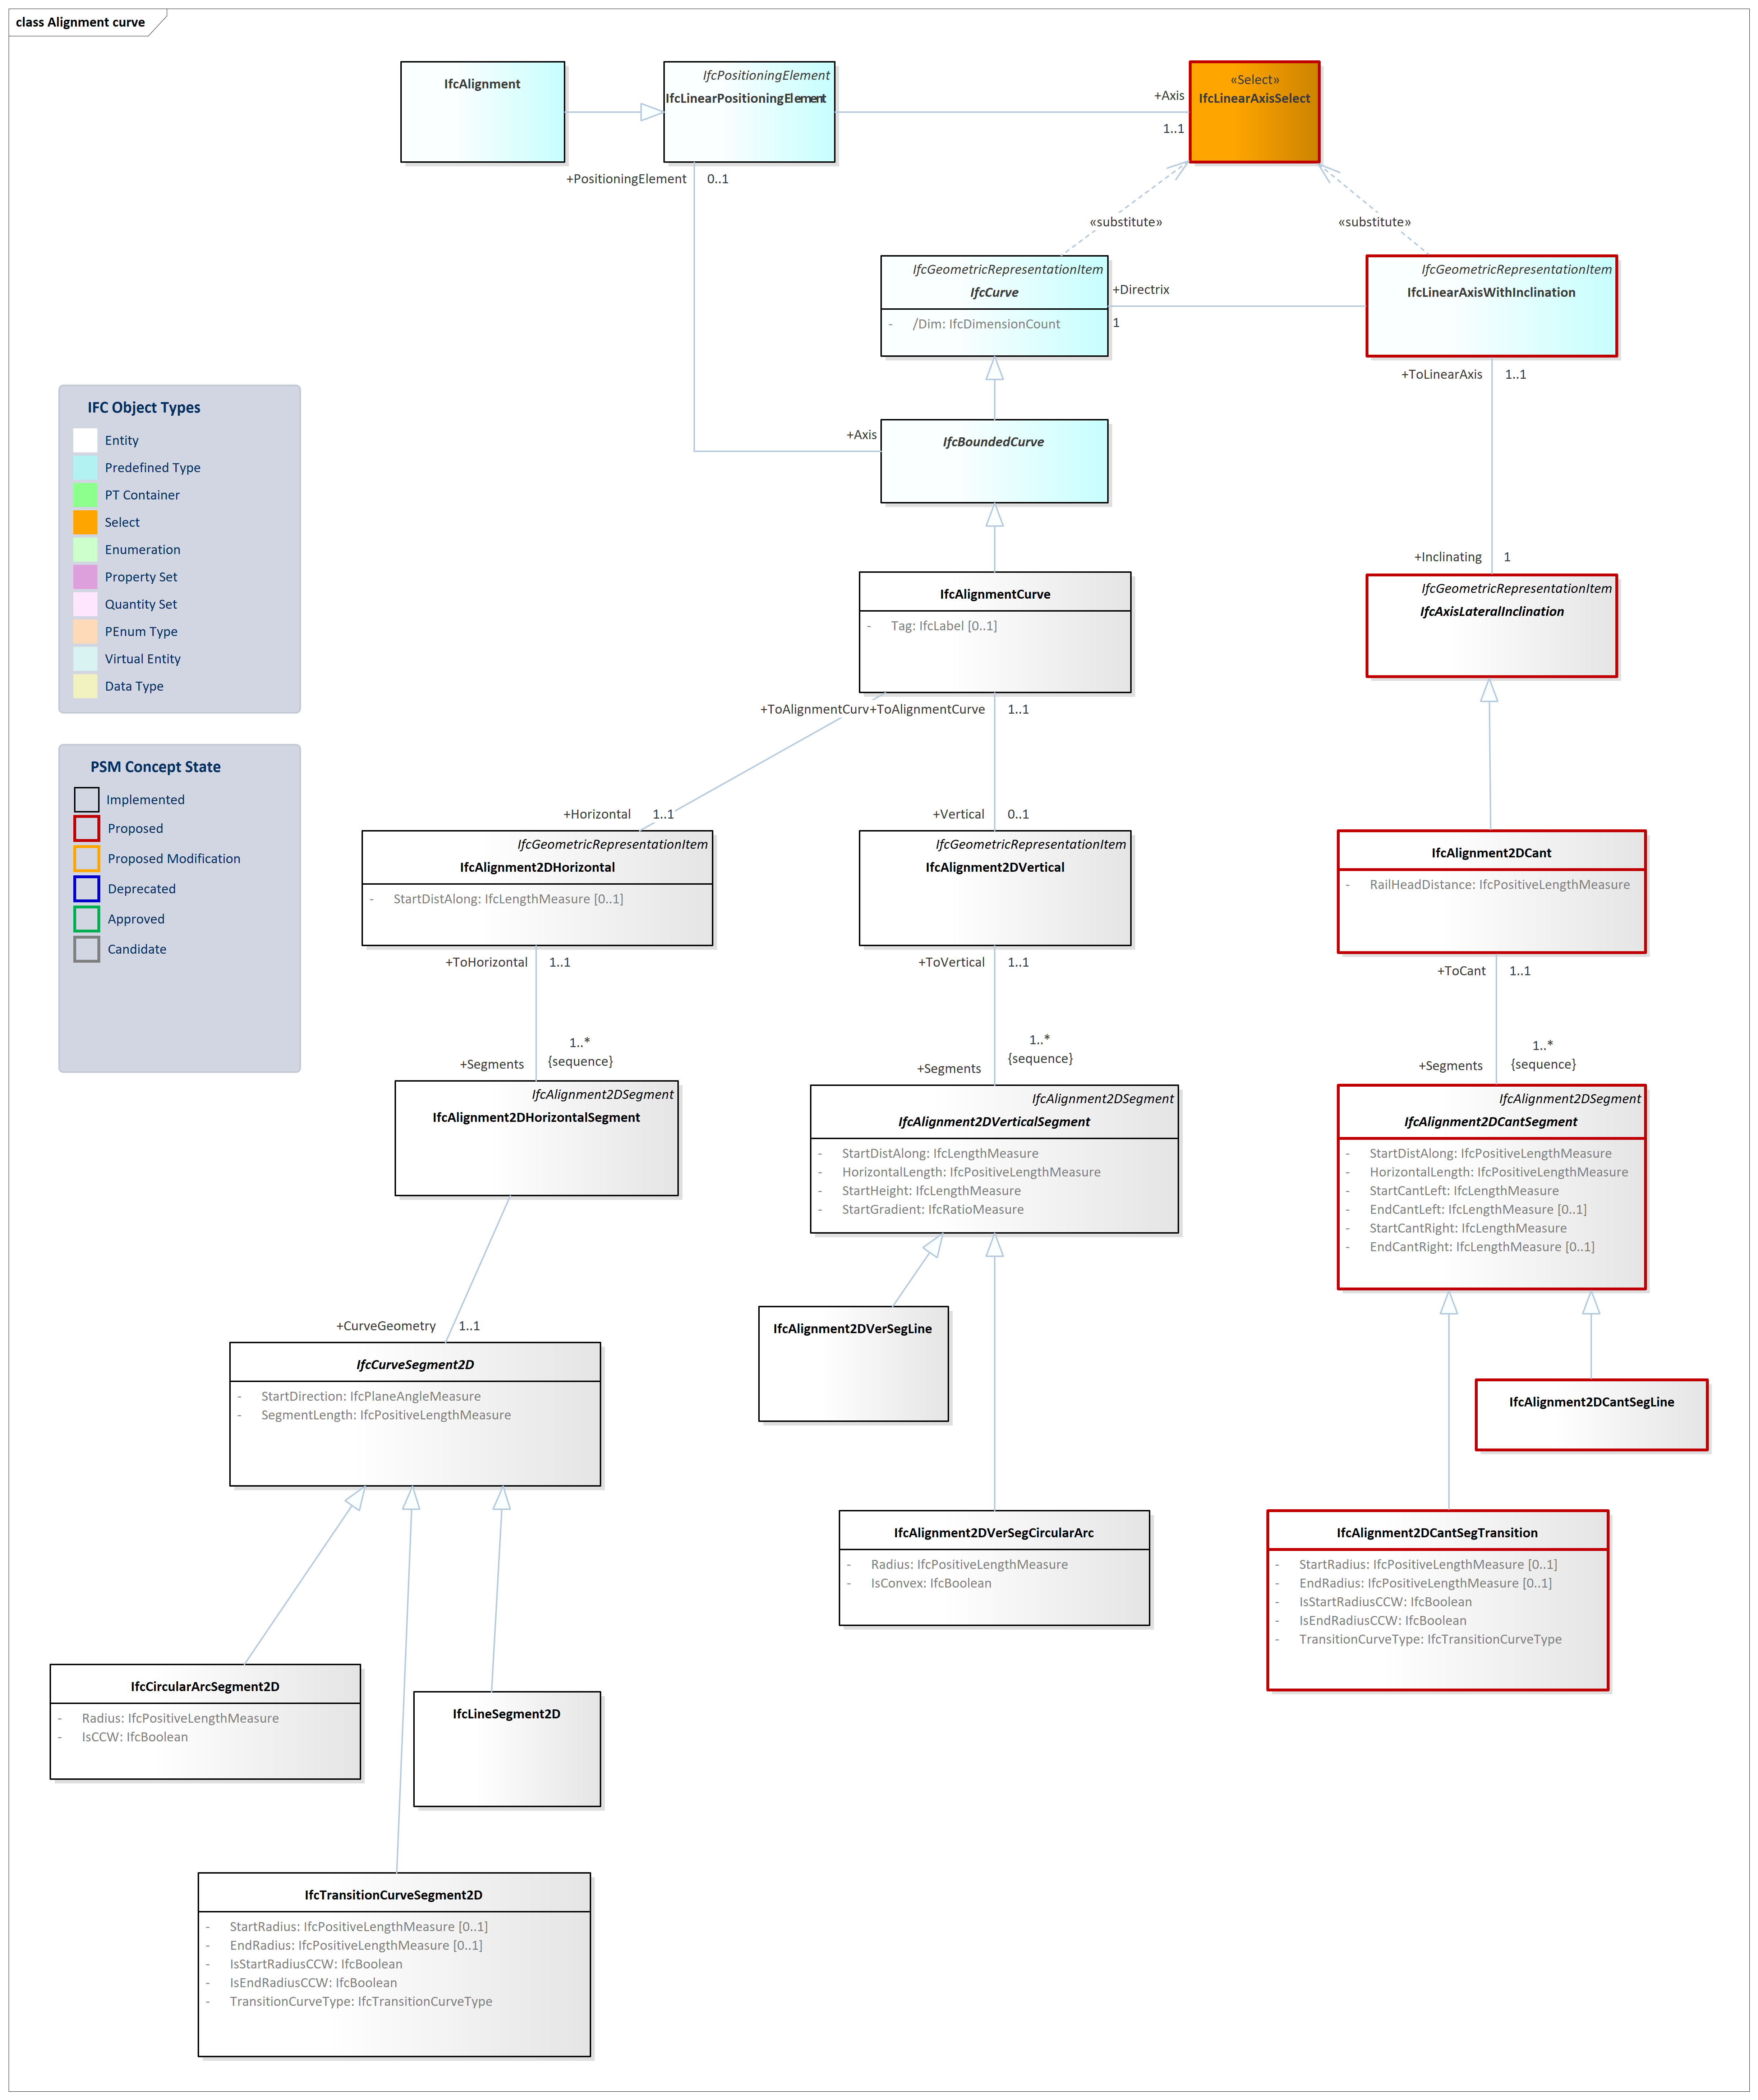 class Alignment curve
IfcAlignment
IfcPositioningElement
IfcLinearPositioningElement
+Axis
1..1
«Select»
IfcLinearAxisSelect
+PositioningElement
0..1
«substitute»
«substitute»
IfcGeometricRepresentationItem
IfcCurve
- /Dim: IfcDimensionCount
+Directrix
1
IfcGeometricRepresentationItem
IfcLinearAxisWithInclination
+ToLinearAxis
1..1
+Axis
IfcBoundedCurve
IFC Object Types
Entity
Predefined Type
PT Container
Select
Enumeration
Property Set
Quantity Set
PEnum Type
Virtual Entity
Data Type
+Inclinating
1
IfcAlignmentCurve
- Tag: IfcLabel [0..1]
IfcGeometricRepresentationItem
IfcAxisLateralInclination
+ToAlignmentCurv
+ToAlignmentCurve
1..1
PSM Concept State
Implemented
Proposed
Proposed Modification
Deprecated
Approved
Candidate
+Horizontal
1..1
+Vertical
0..1
IfcGeometricRepresentationItem
IfcAlignment2DHorizontal
- StartDistAlong: IfcLengthMeasure [0..1]
IfcGeometricRepresentationItem
IfcAlignment2DVertical
IfcAlignment2DCant
- RailHeadDistance: IfcPositiveLengthMeasure
+ToHorizontal
1..1
+ToVertical
1..1
+ToCant
1..1
1..*
{sequence}
+Segments
1..*
{sequence}
+Segments
1..*
{sequence}
+Segments
IfcAlignment2DSegment
IfcAlignment2DHorizontalSegment
IfcAlignment2DSegment
IfcAlignment2DVerticalSegment
- StartDistAlong: IfcLengthMeasure
- HorizontalLength: IfcPositiveLengthMeasure
- StartHeight: IfcLengthMeasure
- StartGradient: IfcRatioMeasure
IfcAlignment2DSegment
IfcAlignment2DCantSegment
- StartDistAlong: IfcPositiveLengthMeasure
- HorizontalLength: IfcPositiveLengthMeasure
- StartCantLeft: IfcLengthMeasure
- EndCantLeft: IfcLengthMeasure [0..1]
- StartCantRight: IfcLengthMeasure
- EndCantRight: IfcLengthMeasure [0..1]
+CurveGeometry
1..1
IfcCurveSegment2D
- StartDirection: IfcPlaneAngleMeasure
- SegmentLength: IfcPositiveLengthMeasure
IfcAlignment2DVerSegLine
IfcAlignment2DCantSegLine
IfcAlignment2DVerSegCircularArc
- Radius: IfcPositiveLengthMeasure
- IsConvex: IfcBoolean
IfcAlignment2DCantSegTransition
- StartRadius: IfcPositiveLengthMeasure [0..1]
- EndRadius: IfcPositiveLengthMeasure [0..1]
- IsStartRadiusCCW: IfcBoolean
- IsEndRadiusCCW: IfcBoolean
- TransitionCurveType: IfcTransitionCurveType
IfcCircularArcSegment2D
- Radius: IfcPositiveLengthMeasure
- IsCCW: IfcBoolean
IfcLineSegment2D
IfcTransitionCurveSegment2D
- StartRadius: IfcPositiveLengthMeasure [0..1]
- EndRadius: IfcPositiveLengthMeasure [0..1]
- IsStartRadiusCCW: IfcBoolean
- IsEndRadiusCCW: IfcBoolean
- TransitionCurveType: IfcTransitionCurveType